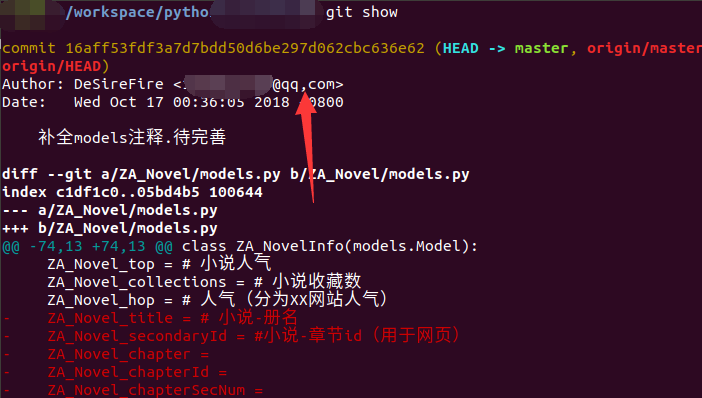 /workspace/python git show
commit 16aff53fdf3a7d7bdd50d6be297d062cbc636e62 (HEAD -> master, origin/master
origin/HEAD)
Author: DeSireFire < @qq,com>
Date: Wed Oct 17 00:36:05 2018 0800
补全models注释.待完善
diff --git a/ZA_Novel/models.py b/ZA_Novel/models.py
index c1df1c0..05bd4b5 100644
--- a/ZA_Novel/models.py
+++ b/ZA_Novel/models.py
@@ -74,13 +74,13 @@ class ZA_NovelInfo(models.Model):
ZA_Novel_top = # 小说人气
ZA_Novel_collections = # 小说收藏数
ZA_Novel_hop = # 人气（分为XX网站人气）
- ZA_Novel_title = # 小说-册名
- ZA_Novel_secondaryId = #小说-章节id（用于网页）
- ZA_Novel_chapter =
- ZA_Novel_chapterId =
- ZA_Novel_chapterSecNum =